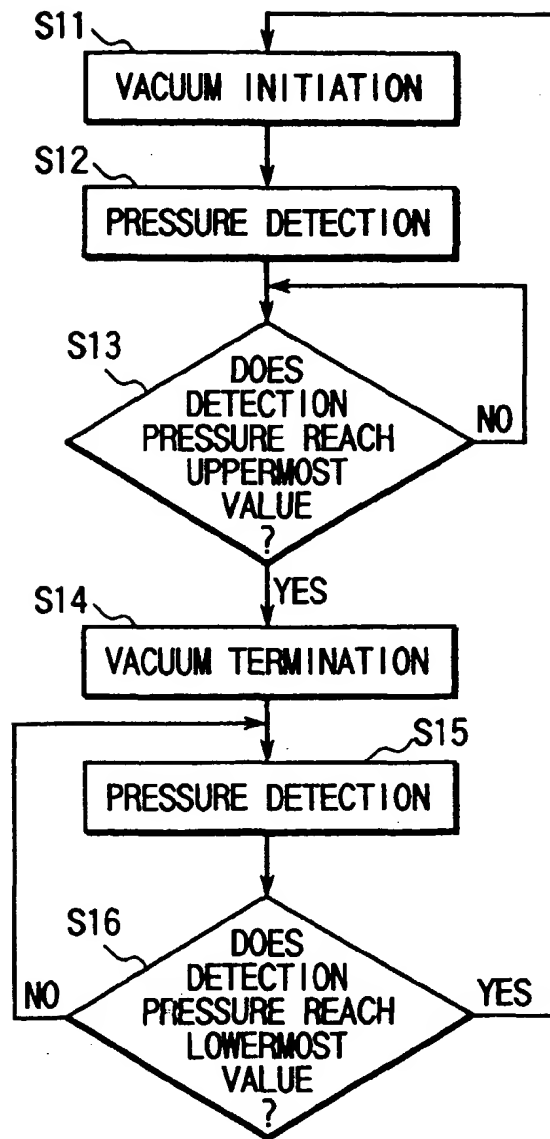 S11
VACUUM INITIATION
S12
PRESSURE DETECTION
S13
DOES
DETECTION
PRESSURE REACH
UPPERMOST
VALUE
?
NO
YES
S14
VACUUM TERMINATION
S15
PRESSURE DETECTION
S16
DOES
DETECTION
PRESSURE REACH
LOWERMOST
VALUE
?
NO
YES